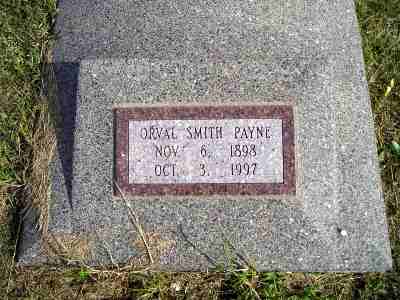 ORVAL SMITH PAYNE
NOV. 6, 1898
OCT. 3, 1997